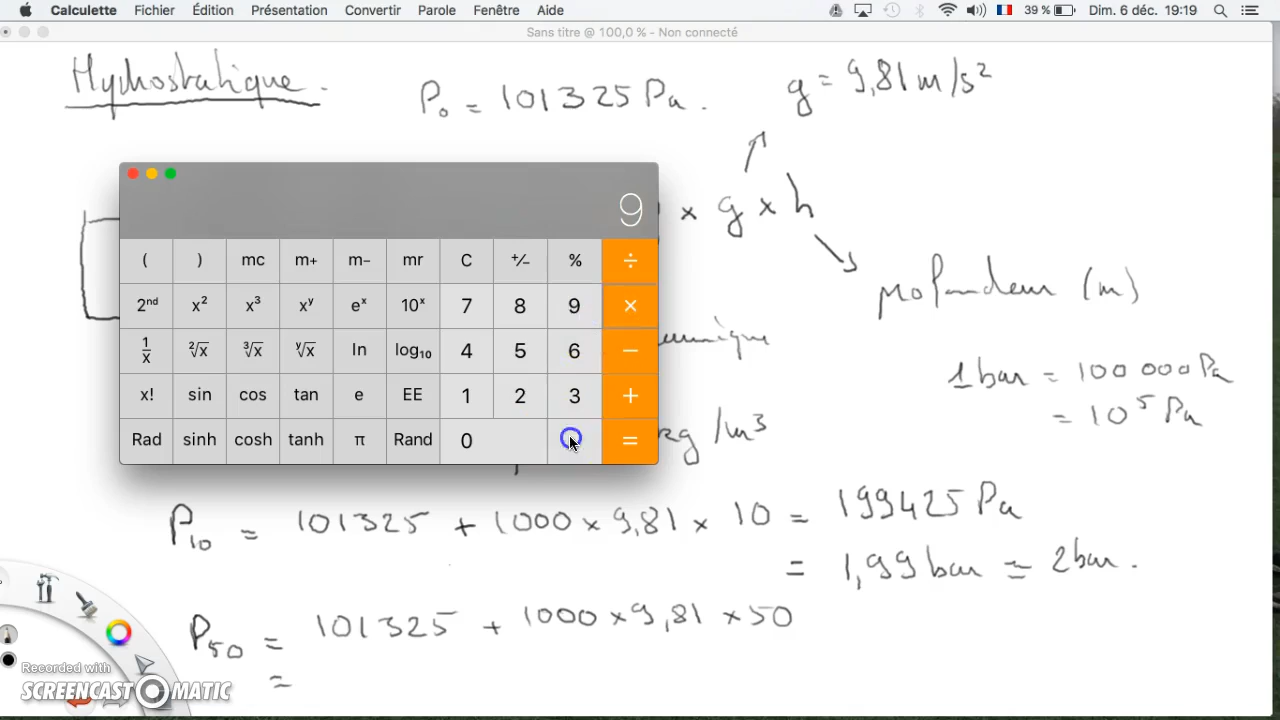 Calculette Fichier Édition Présentation Convertir Parole Fenêtre Aide 39 % Dim. 6 déc. 19:19
Sans titre @ 100,0 % - Non connecté
Hydrostatique.
P₀ = 101325 Pa.
g = 9,81 m/s²
× g × h
profondeur (m)
1 bar = 100 000 Pa
= 10⁵ Pa
kg/m³
9
( ) mc m+ m− mr C ⁺∕₋ % ÷
2ⁿᵈ x² x³ xʸ eˣ 10ˣ 7 8 9 ×
1/x ²√x ³√x ʸ√x ln log₁₀ 4 5 6 −
x! sin cos tan e EE 1 2 3 +
Rad sinh cosh tanh π Rand 0 =
P₁₀ = 101325 + 1000 × 9,81 × 10 = 199425 Pa
= 1,99 bar ≈ 2 bar.
P₅₀ = 101325 + 1000 × 9,81 × 50
=
Recorded with
SCREENCAST MATIC